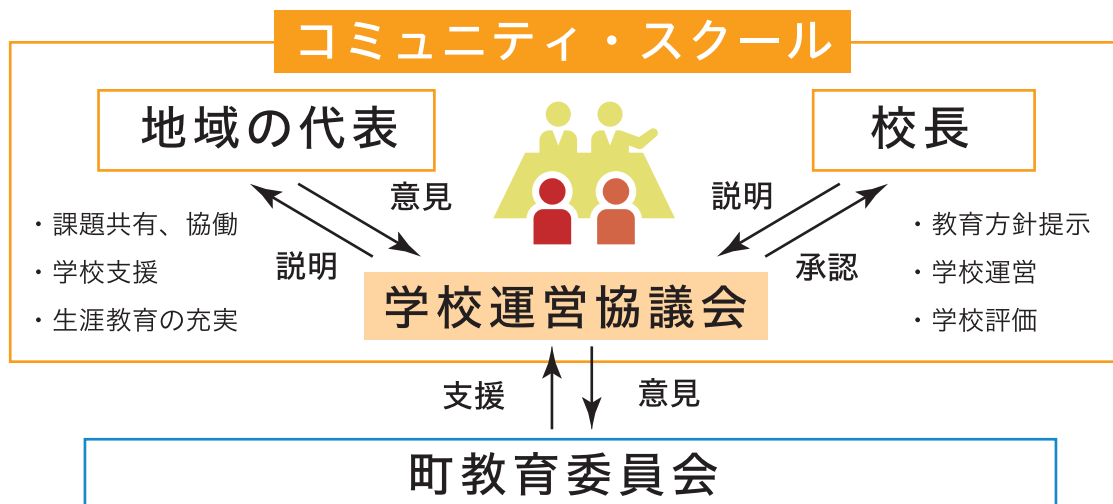 コミュニティ・スクール
地域の代表
校長
意見
説明
・課題共有、協働
・学校支援
・生涯教育の充実
説明
承認
・教育方針提示
・学校運営
・学校評価
学校運営協議会
支援
意見
町教育委員会